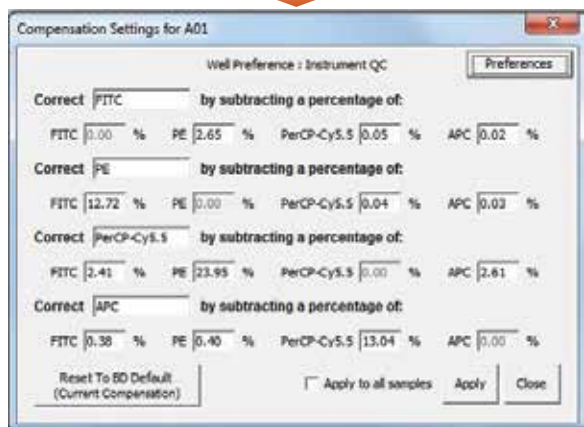 Compensation Settings for A01
Well Preference : Instrument QC Preferences
Correct FITC by subtracting a percentage of:
FITC 0.00 % PE 2.65 % PerCP-Cy5.5 0.05 % APC 0.02 %
Correct PE by subtracting a percentage of:
FITC 12.72 % PE 0.00 % PerCP-Cy5.5 0.04 % APC 0.03 %
Correct PerCP-Cy5.5 by subtracting a percentage of:
FITC 2.41 % PE 23.95 % PerCP-Cy5.5 0.00 % APC 2.61 %
Correct APC by subtracting a percentage of:
FITC 0.38 % PE 0.40 % PerCP-Cy5.5 13.04 % APC 0.00 %
Reset To BD Default
(Current Compensation)
Apply to all samples Apply Close